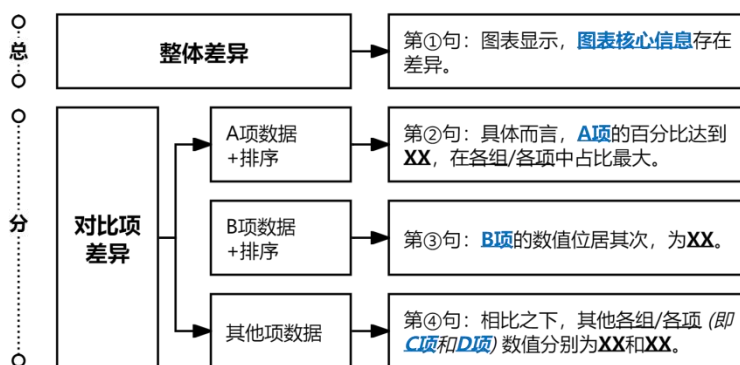 总
整体差异
第①句：图表显示，图表核心信息存在
差异。
分
对比项
差异
A项数据
+排序
第②句：具体而言，A项的百分比达到
XX，在各组/各项中占比最大。
B项数据
+排序
第③句：B项的数值位居其次，为XX。
其他项数据
第④句：相比之下，其他各组/各项 (即
C项和D项) 数值分别为XX和XX。